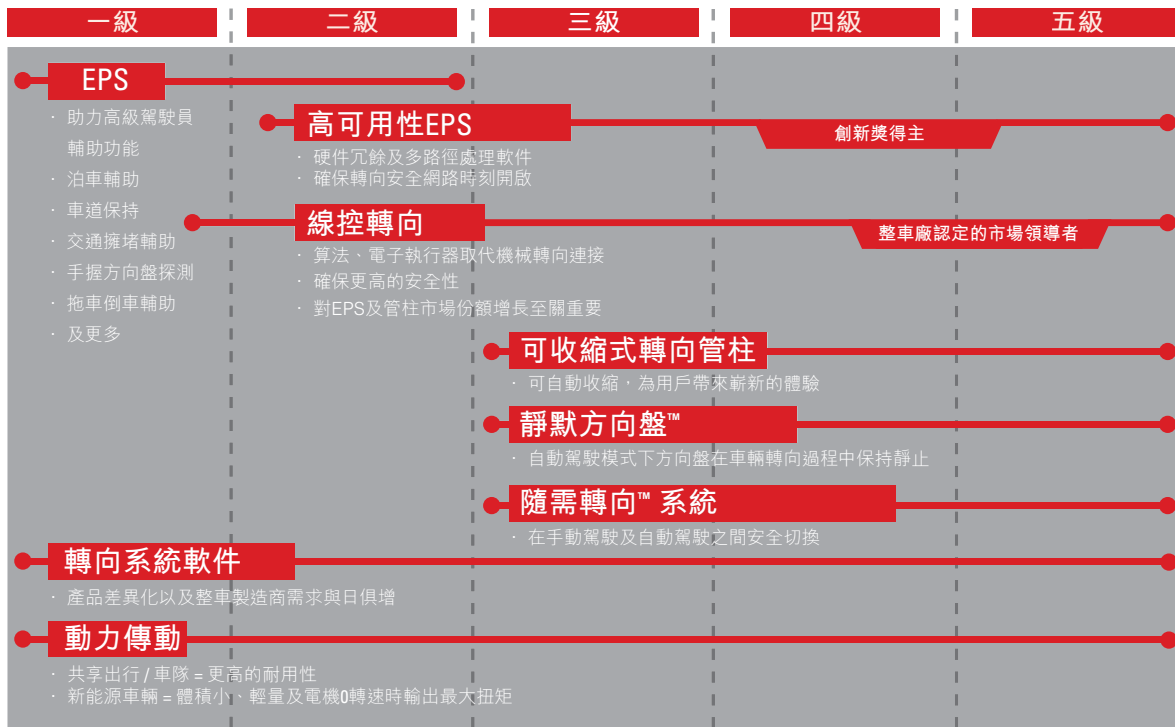 一級 二級 三級 四級 五級
EPS
· 助力高級駕駛員
輔助功能
· 泊車輔助
· 車道保持
· 交通擁堵輔助
· 手握方向盤探測
· 拖車倒車輔助
· 及更多
高可用性EPS
· 硬件冗餘及多路徑處理軟件
· 確保轉向安全網路時刻開啟
創新獎得主
線控轉向
· 算法、電子執行器取代機械轉向連接
· 確保更高的安全性
· 對EPS及管柱市場份額增長至關重要
整車廠認定的市場領導者
可收縮式轉向管柱
· 可自動收縮，為用戶帶來嶄新的體驗
靜默方向盤™
· 自動駕駛模式下方向盤在車輛轉向過程中保持靜止
隨需轉向™ 系統
· 在手動駕駛及自動駕駛之間安全切換
轉向系統軟件
· 產品差異化以及整車製造商需求與日俱增
動力傳動
· 共享出行 / 車隊 = 更高的耐用性
· 新能源車輛 = 體積小、輕量及電機0轉速時輸出最大扭矩